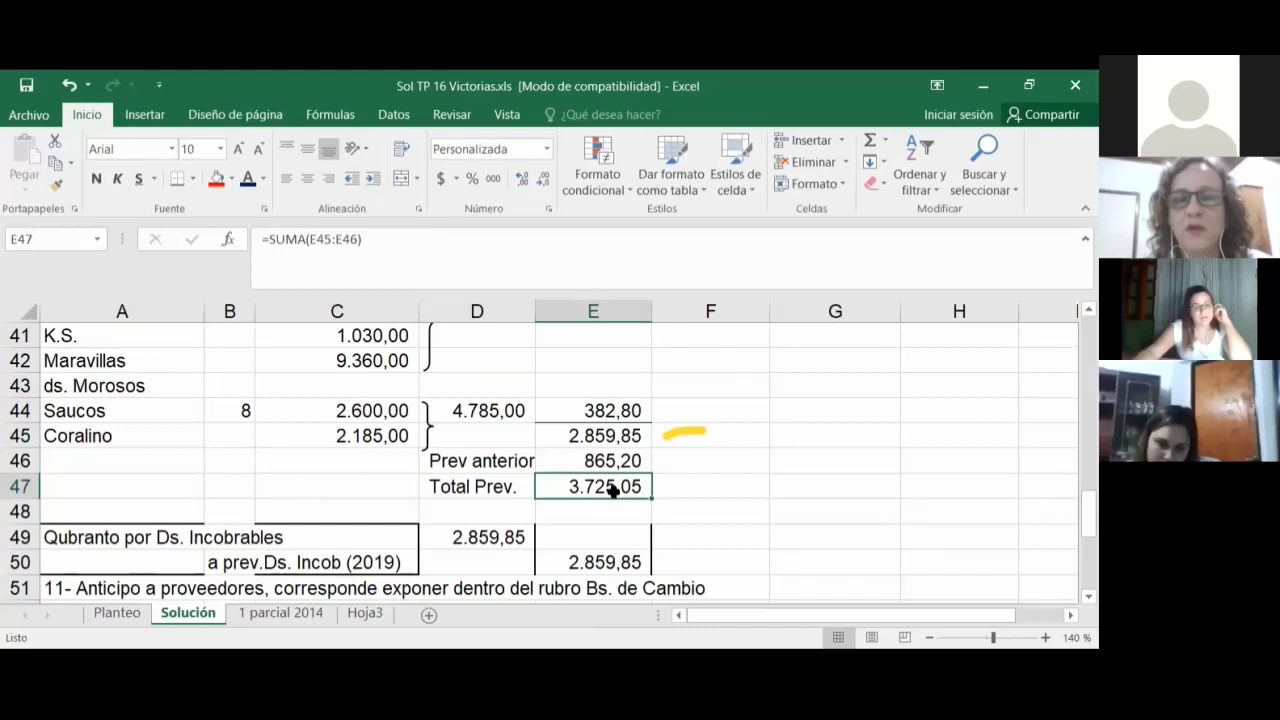 Sol TP 16 Victorias.xls [Modo de compatibilidad] - Excel
Archivo Inicio Insertar Diseño de página Fórmulas Datos Revisar Vista ¿Qué desea hacer? Iniciar sesión Compartir
Pegar
Portapapeles
Arial 10
N K S
Fuente
Alineación
Personalizada
$ % 000
Número
Formato condicional
Dar formato como tabla
Estilos de celda
Estilos
Insertar
Eliminar
Formato
Celdas
Ordenar y filtrar
Buscar y seleccionar
Modificar
E47 fx =SUMA(E45:E46)
A B C D E F G H
41 K.S. 1.030,00
42 Maravillas 9.360,00
43 ds. Morosos
44 Saucos 8 2.600,00 4.785,00 382,80
45 Coralino 2.185,00 2.859,85
46 Prev anterior 865,20
47 Total Prev. 3.725,05
48
49 Qubranto por Ds. Incobrables 2.859,85
50 a prev.Ds. Incob (2019) 2.859,85
51 11- Anticipo a proveedores, corresponde exponer dentro del rubro Bs. de Cambio
Planteo Solución 1 parcial 2014 Hoja3
Listo 140 %